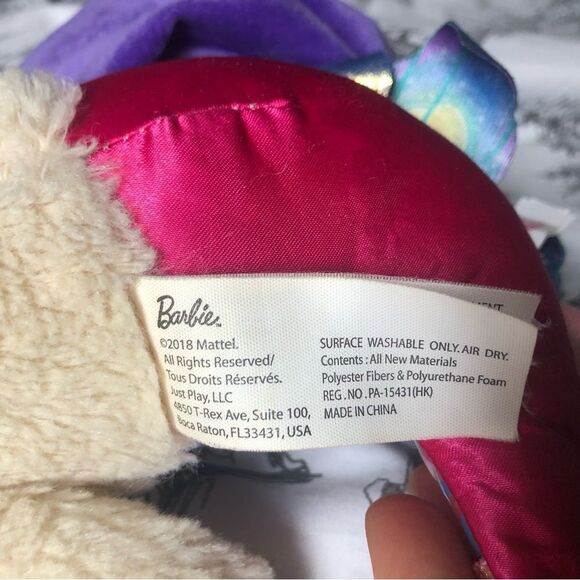 Barbie™
©2018 Mattel.
All Rights Reserved/
Tous Droits Réservés.
Just Play, LLC
4850 T-Rex Ave, Suite 100,
Boca Raton, FL33431, USA
SURFACE WASHABLE ONLY. AIR DRY.
Contents : All New Materials
Polyester Fibers & Polyurethane Foam
REG. NO. PA-15431(HK)
MADE IN CHINA